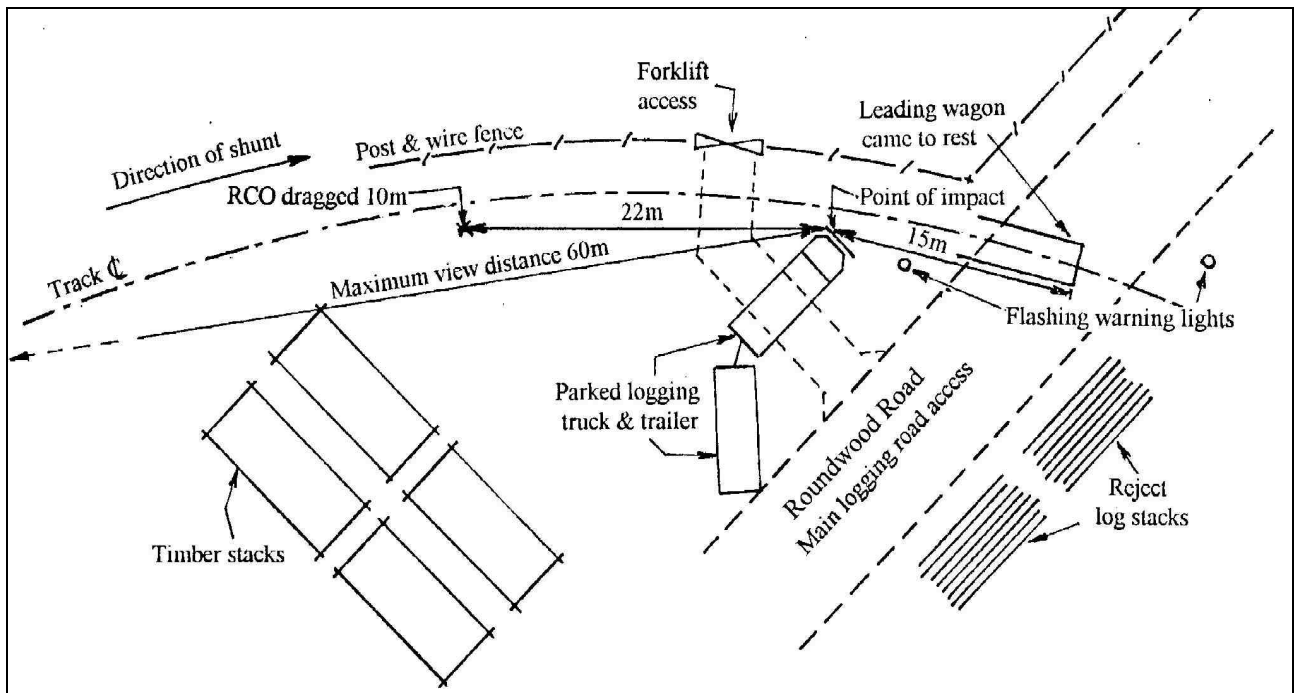 Forklift
access
Leading wagon
came to rest
Direction of shunt
Post & wire fence
RCO dragged 10m
Point of impact
22m
15m
Track ℄
Maximum view distance 60m
Flashing warning lights
Parked logging
truck & trailer
Roundwood Road
Main logging road access
Reject
log stacks
Timber stacks